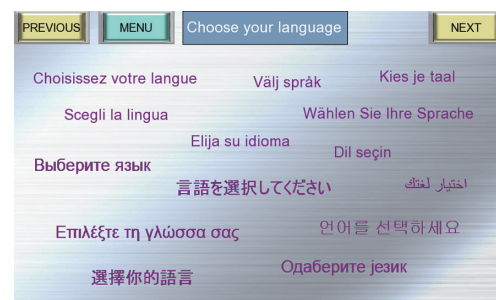 PREVIOUS MENU Choose your language NEXT
Choisissez votre langue Välj språk Kies je taal
Scegli la lingua Wählen Sie Ihre Sprache
Elija su idioma Dil seçin
Выберите язык
言語を選択してください اختيار لغتك
Επιλέξτε τη γλώσσα σας 언어를 선택하세요
選擇你的語言 Одаберите језик